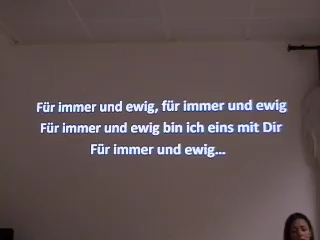 Für immer und ewig, für immer und ewig
Für immer und ewig bin ich eins mit Dir
Für immer und ewig...